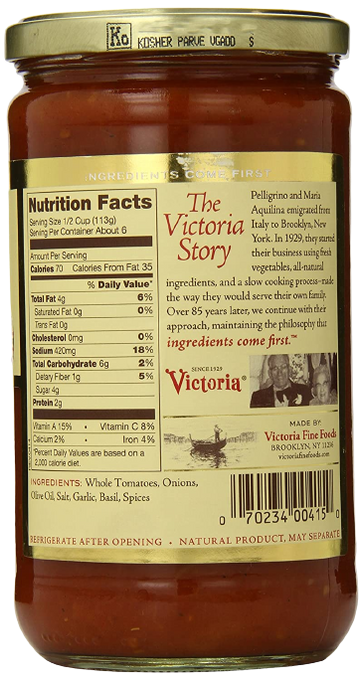 Ko KOSHER PARVE VGADD S
INGREDIENTS COME FIRST
Nutrition Facts
Serving Size 1/2 Cup (113g)
Serving Per Container About 6
Amount Per Serving
Calories 70 Calories From Fat 35
% Daily Value*
Total Fat 4g 6%
Saturated Fat 0g 0%
Trans Fat 0g
Cholesterol 0mg 0%
Sodium 420mg 18%
Total Carbohydrate 6g 2%
Dietary Fiber 1g 5%
Sugar 4g
Protein 2g
Vitamin A 15% • Vitamin C 8%
Calcium 2% • Iron 4%
*Percent Daily Values are based on a
2,000 calorie diet.
INGREDIENTS: Whole Tomatoes, Onions,
Olive Oil, Salt, Garlic, Basil, Spices
The
Victoria
Story
Pellegrino and Maria
Aquilina emigrated from
Italy to Brooklyn, New
York. In 1929, they started
their business using fresh
vegetables, all-natural
ingredients, and a slow cooking process–made
the way they would serve their own family.
Over 85 years later, we continue with their
approach, maintaining the philosophy that
ingredients come first.™
SINCE 1929
Victoria®
MADE BY:
Victoria Fine Foods
BROOKLYN, NY 11236
victoriafinefoods.com
0 70234 00415 0
REFRIGERATE AFTER OPENING • NATURAL PRODUCT, MAY SEPARATE